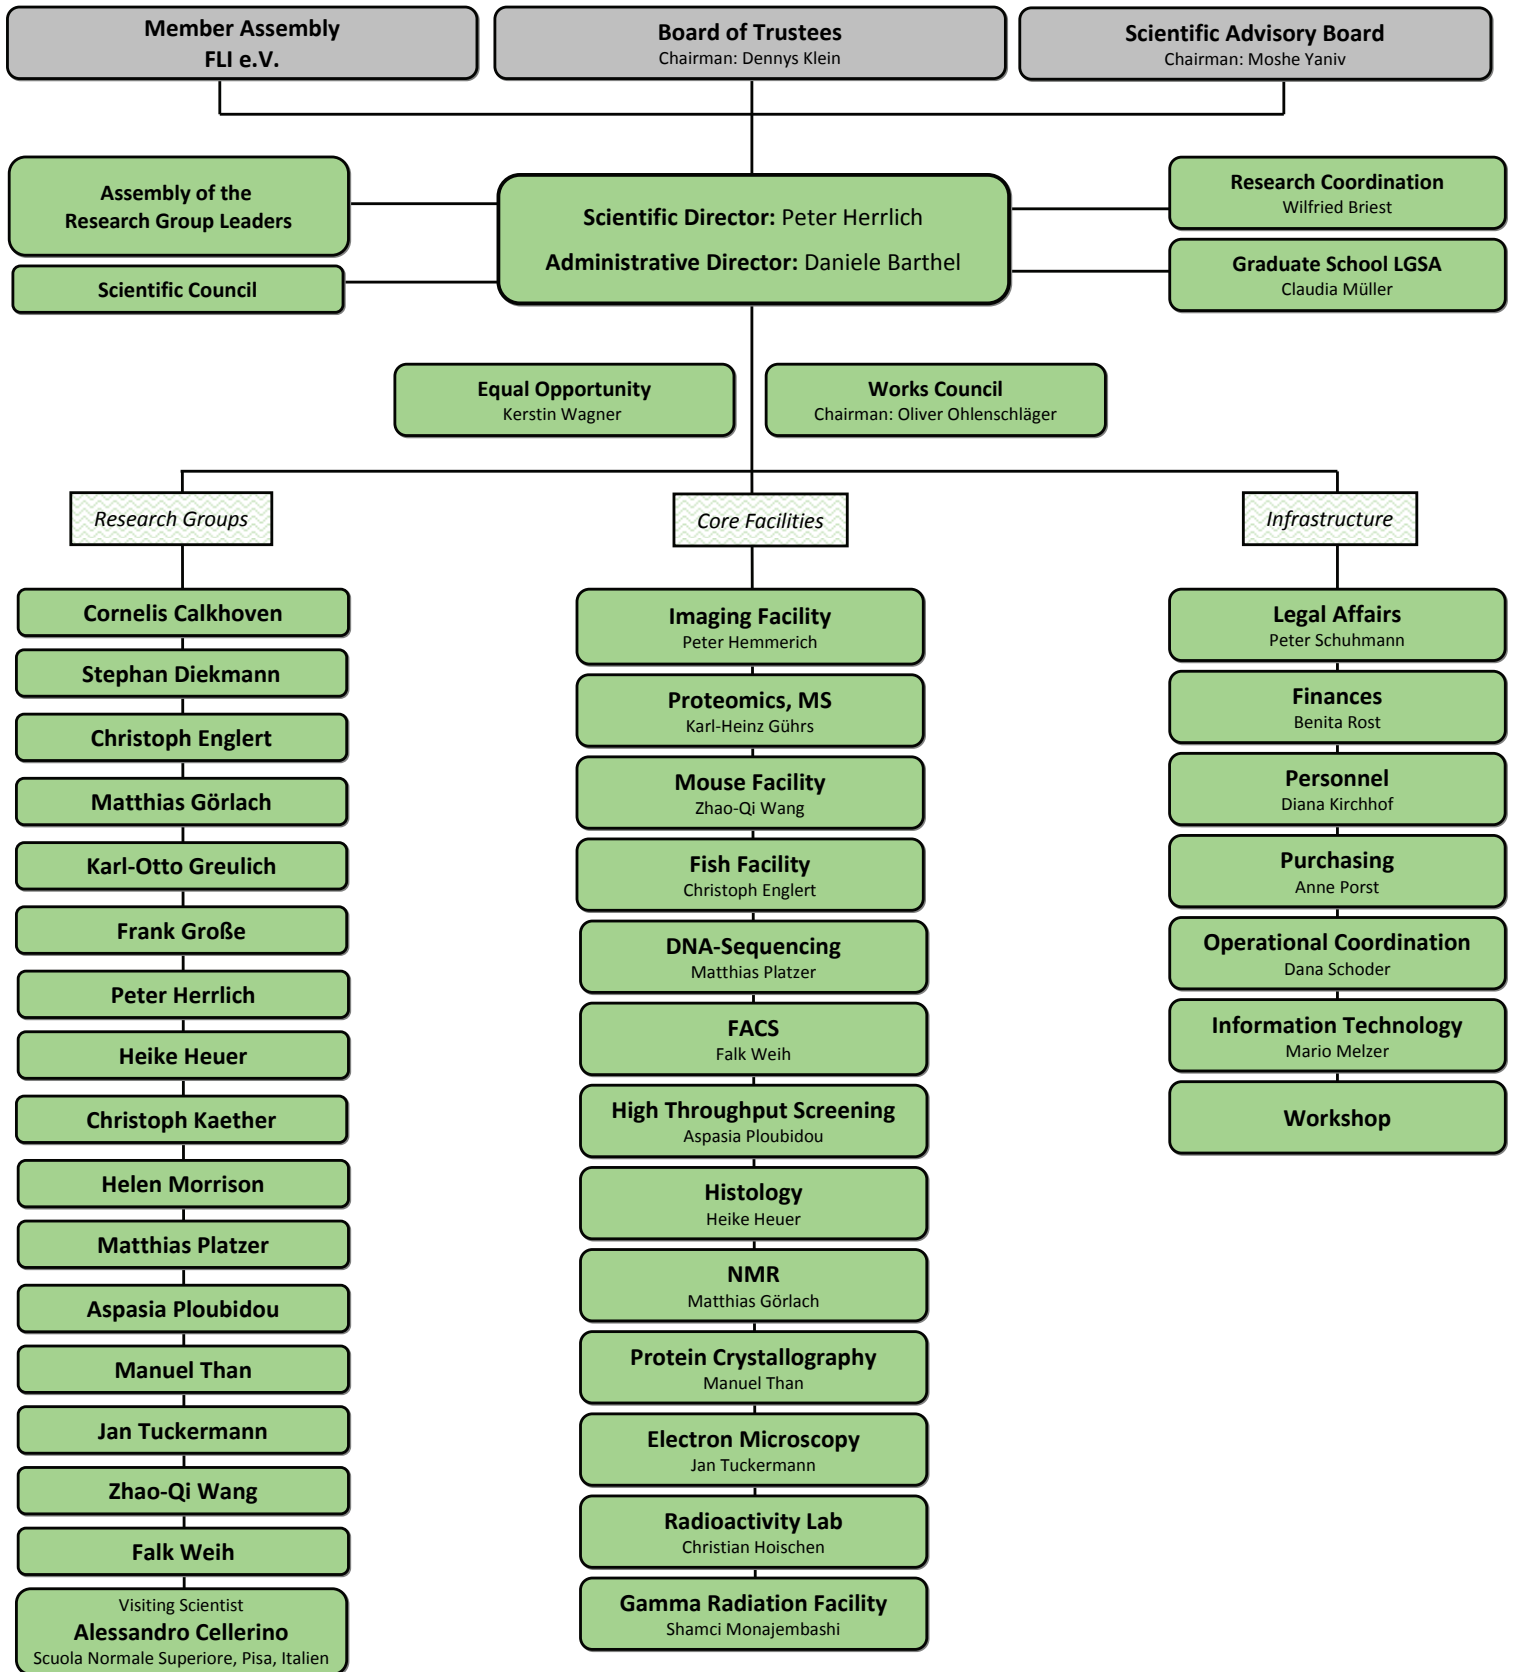 Member Assembly
FLI e.V.
Board of Trustees
Chairman: Dennys Klein
Scientific Advisory Board
Chairman: Moshe Yaniv
Assembly of the
Research Group Leaders
Scientific Council
Scientific Director: Peter Herrlich
Administrative Director: Daniele Barthel
Research Coordination
Wilfried Briest
Graduate School LGSA
Claudia Müller
Equal Opportunity
Kerstin Wagner
Works Council
Chairman: Oliver Ohlenschläger
Research Groups
Cornelis Calkhoven
Stephan Diekmann
Christoph Englert
Matthias Görlach
Karl-Otto Greulich
Frank Große
Peter Herrlich
Heike Heuer
Christoph Kaether
Helen Morrison
Matthias Platzer
Aspasia Ploubidou
Manuel Than
Jan Tuckermann
Zhao-Qi Wang
Falk Weih
Visiting Scientist
Alessandro Cellerino
Scuola Normale Superiore, Pisa, Italien
Core Facilities
Imaging Facility
Peter Hemmerich
Proteomics, MS
Karl-Heinz Gührs
Mouse Facility
Zhao-Qi Wang
Fish Facility
Christoph Englert
DNA-Sequencing
Matthias Platzer
FACS
Falk Weih
High Throughput Screening
Aspasia Ploubidou
Histology
Heike Heuer
NMR
Matthias Görlach
Protein Crystallography
Manuel Than
Electron Microscopy
Jan Tuckermann
Radioactivity Lab
Christian Hoischen
Gamma Radiation Facility
Shamci Monajembashi
Infrastructure
Legal Affairs
Peter Schuhmann
Finances
Benita Rost
Personnel
Diana Kirchhof
Purchasing
Anne Porst
Operational Coordination
Dana Schoder
Information Technology
Mario Melzer
Workshop